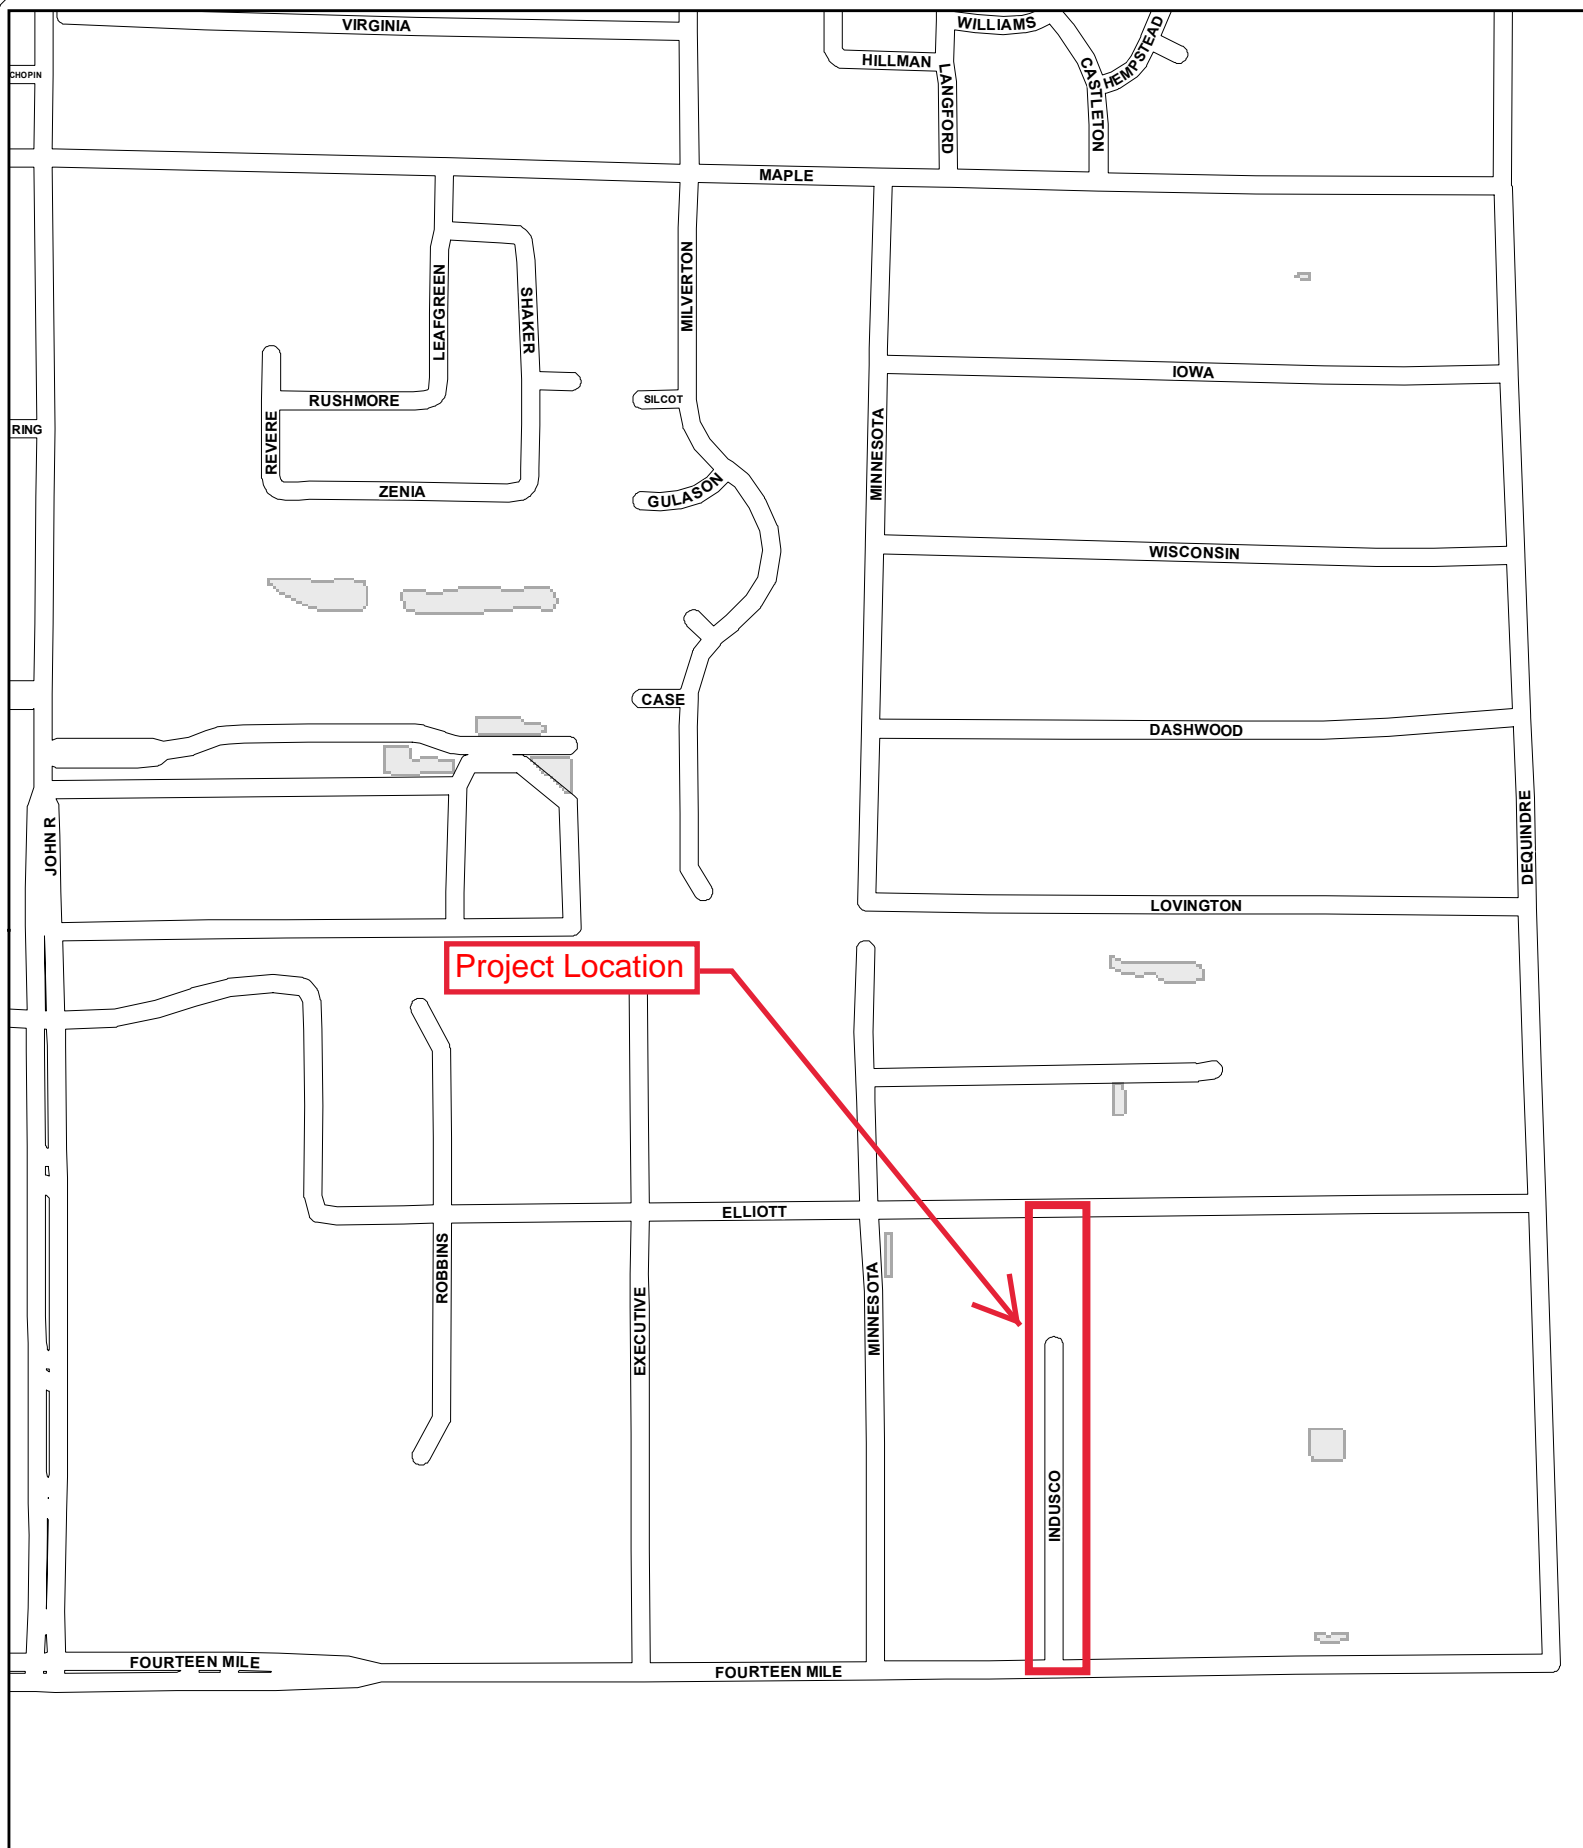 VIRGINIA
WILLIAMS
HEMPSTEAD
HILLMAN
CHOPIN
LANGFORD
CASTLETON
MAPLE
MILVERTON
LEAFGREEN
SHAKER
IOWA
RUSHMORE
SILCOT
RING
REVERE
MINNESOTA
ZENIA
GULASON
WISCONSIN
CASE
DASHWOOD
JOHN R
DEQUINDRE
LOVINGTON
Project Location
ELLIOTT
ROBBINS
EXECUTIVE
MINNESOTA
INDUSCO
FOURTEEN MILE
FOURTEEN MILE